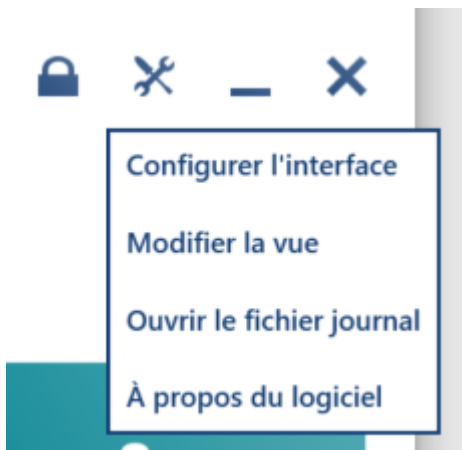 Configurer l'interface
Modifier la vue
Ouvrir le fichier journal
À propos du logiciel